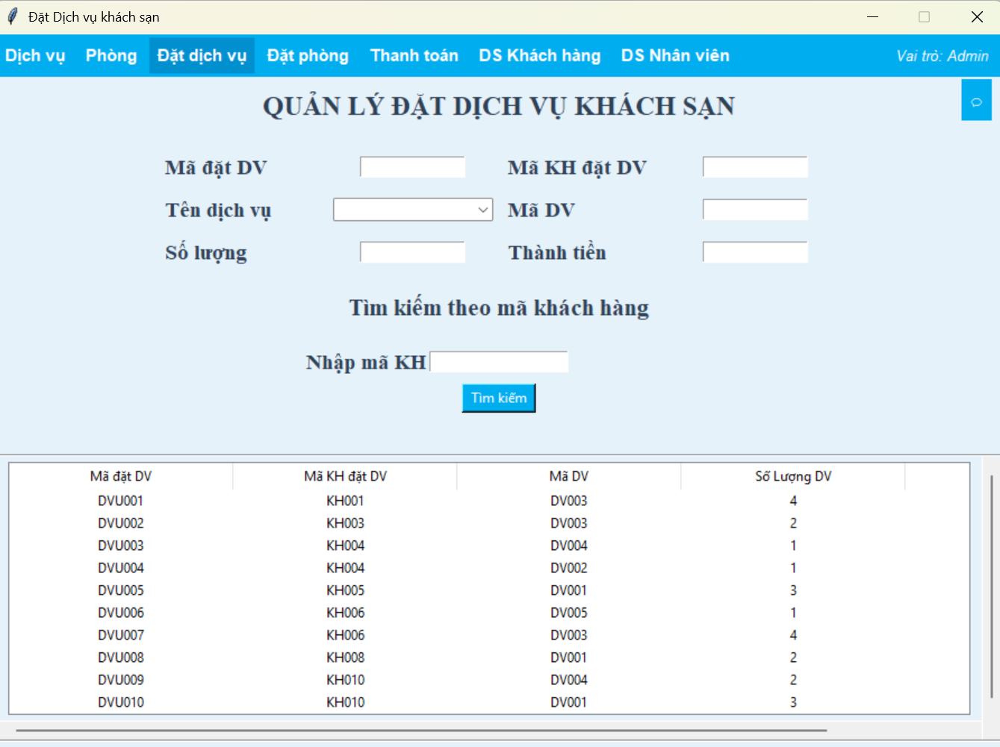 Đặt Dịch vụ khách sạn
Dịch vụ Phòng Đặt dịch vụ Đặt phòng Thanh toán DS Khách hàng DS Nhân viên Vai trò: Admin
QUẢN LÝ ĐẶT DỊCH VỤ KHÁCH SẠN
Mã đặt DV Mã KH đặt DV
Tên dịch vụ Mã DV
Số lượng Thành tiền
Tìm kiếm theo mã khách hàng
Nhập mã KH
Tìm kiếm
Mã đặt DV Mã KH đặt DV Mã DV Số Lượng DV
DVU001 KH001 DV003 4
DVU002 KH003 DV003 2
DVU003 KH004 DV004 1
DVU004 KH004 DV002 1
DVU005 KH005 DV001 3
DVU006 KH006 DV005 1
DVU007 KH006 DV003 4
DVU008 KH008 DV001 2
DVU009 KH010 DV004 2
DVU010 KH010 DV001 3